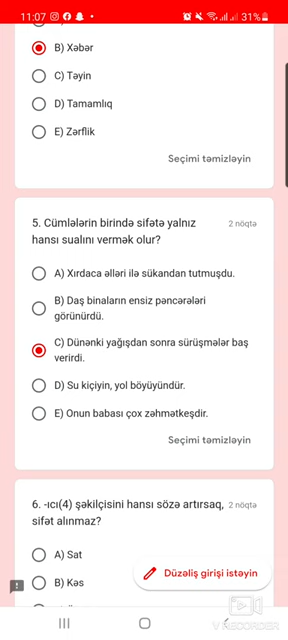 11:07
31%
B) Xəbər
C) Təyin
D) Tamamlıq
E) Zərflik
Seçimi təmizləyin
5. Cümlələrin birində sifətə yalnız
2 nöqtə
hansı sualını vermək olur?
A) Xırdaca əlləri ilə sükandan tutmuşdu.
B) Daş binaların ensiz pəncərələri
görünürdü.
C) Dünənki yağışdan sonra sürüşmələr baş
verirdi.
D) Su kiçiyin, yol böyüyündür.
E) Onun babası çox zəhmətkeşdir.
Seçimi təmizləyin
6. -ıcı(4) şəkilçisini hansı sözə artırsaq,
2 nöqtə
sifət alınmaz?
A) Sat
Düzəliş girişi istəyin
B) Kəs
V RECORDER